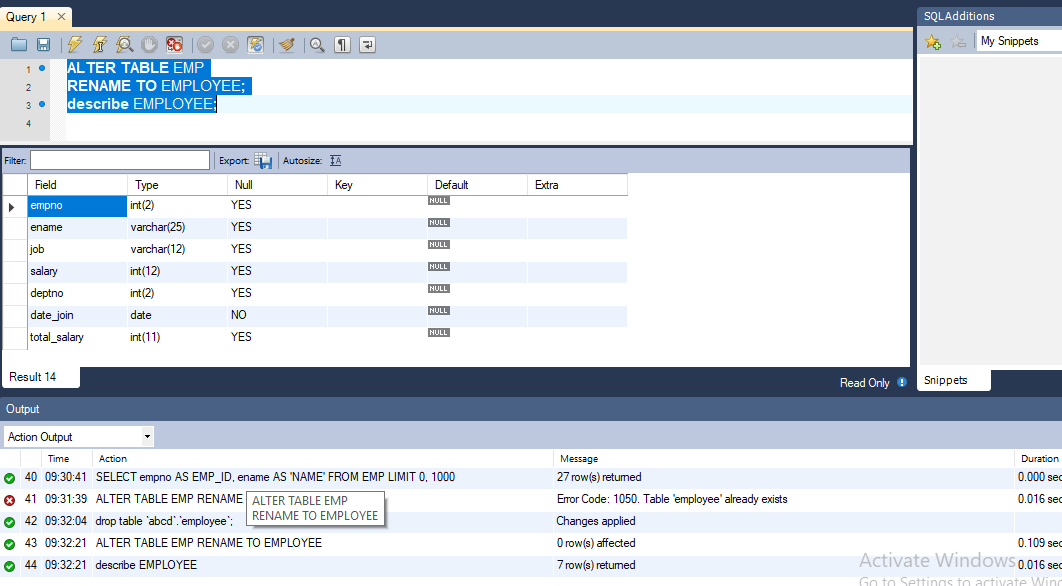 Query 1
SQLAdditions
My Snippets
1 ALTER TABLE EMP
2 RENAME TO EMPLOYEE;
3 describe EMPLOYEE;
4
Filter: Export: Autosize:
Field Type Null Key Default Extra
empno int(2) YES NULL
ename varchar(25) YES NULL
job varchar(12) YES NULL
salary int(12) YES NULL
deptno int(2) YES NULL
date_join date NO NULL
total_salary int(11) YES NULL
Result 14
Read Only
Snippets
Output
Action Output
Time Action Message Duration
40 09:30:41 SELECT empno AS EMP_ID, ename AS 'NAME' FROM EMP LIMIT 0, 1000 27 row(s) returned 0.000 sec
41 09:31:39 ALTER TABLE EMP RENAME Error Code: 1050. Table 'employee' already exists 0.016 sec
ALTER TABLE EMP
RENAME TO EMPLOYEE
42 09:32:04 drop table `abcd`.`employee`; Changes applied
43 09:32:21 ALTER TABLE EMP RENAME TO EMPLOYEE 0 row(s) affected 0.109 sec
44 09:32:21 describe EMPLOYEE 7 row(s) returned 0.016 sec
Activate Windows
Go to Settings to activate Win